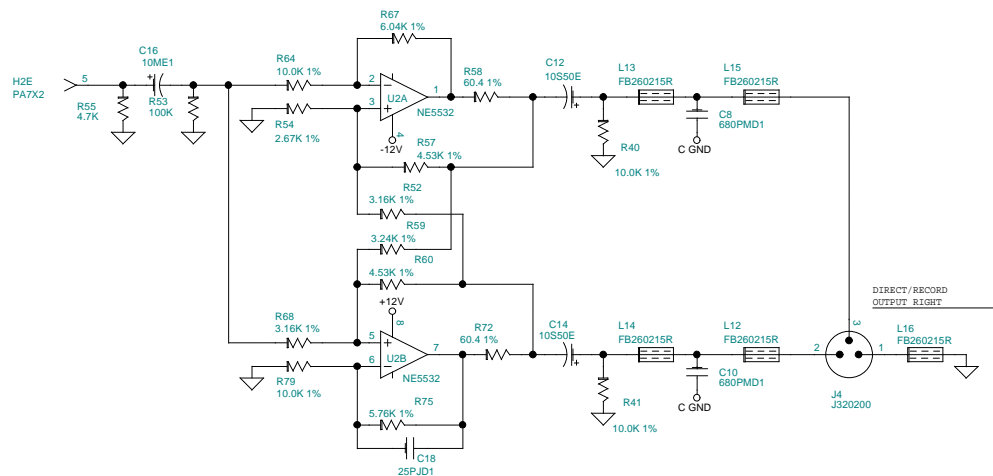 H2E
PA7X2
5
R55
4.7K
C16
10ME1
+
R53
100K
R64
10.0K 1%
R54
2.67K 1%
R67
6.04K 1%
2
3
U2A
1
NE5532
4
-12V
R58
60.4 1%
C12
10S50E
+
R57
4.53K 1%
R52
3.16K 1%
R59
3.24K 1%
R60
4.53K 1%
R40
10.0K 1%
L13
FB260215R
L15
FB260215R
C8
680PMD1
C GND
R68
3.16K 1%
R79
10.0K 1%
+12V
8
5
6
U2B
7
NE5532
R72
60.4 1%
C14
10S50E
+
R75
5.76K 1%
C18
25PJD1
R41
10.0K 1%
L14
FB260215R
L12
FB260215R
C10
680PMD1
C GND
DIRECT/RECORD
OUTPUT RIGHT
3
2
1
J4
J320200
L16
FB260215R